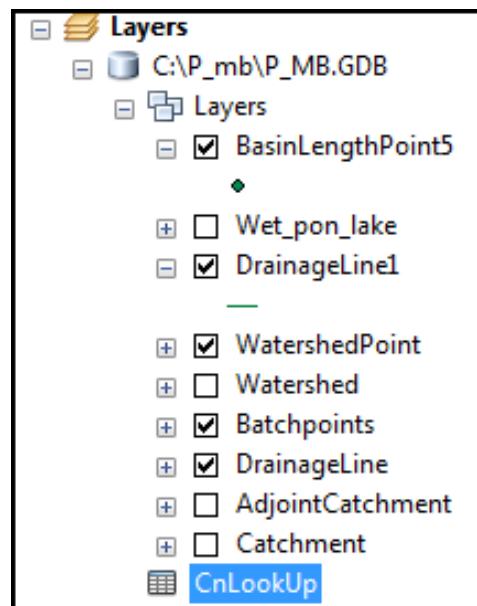 Layers
C:\P_mb\P_MB.GDB
Layers
BasinLengthPoint5
Wet_pon_lake
DrainageLine1
WatershedPoint
Watershed
Batchpoints
DrainageLine
AdjointCatchment
Catchment
CnLookUp